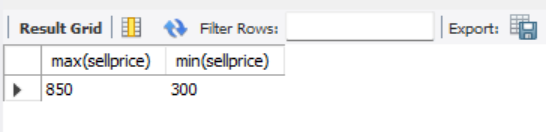 Result Grid Filter Rows: Export:
max(sellprice) min(sellprice)
850 300